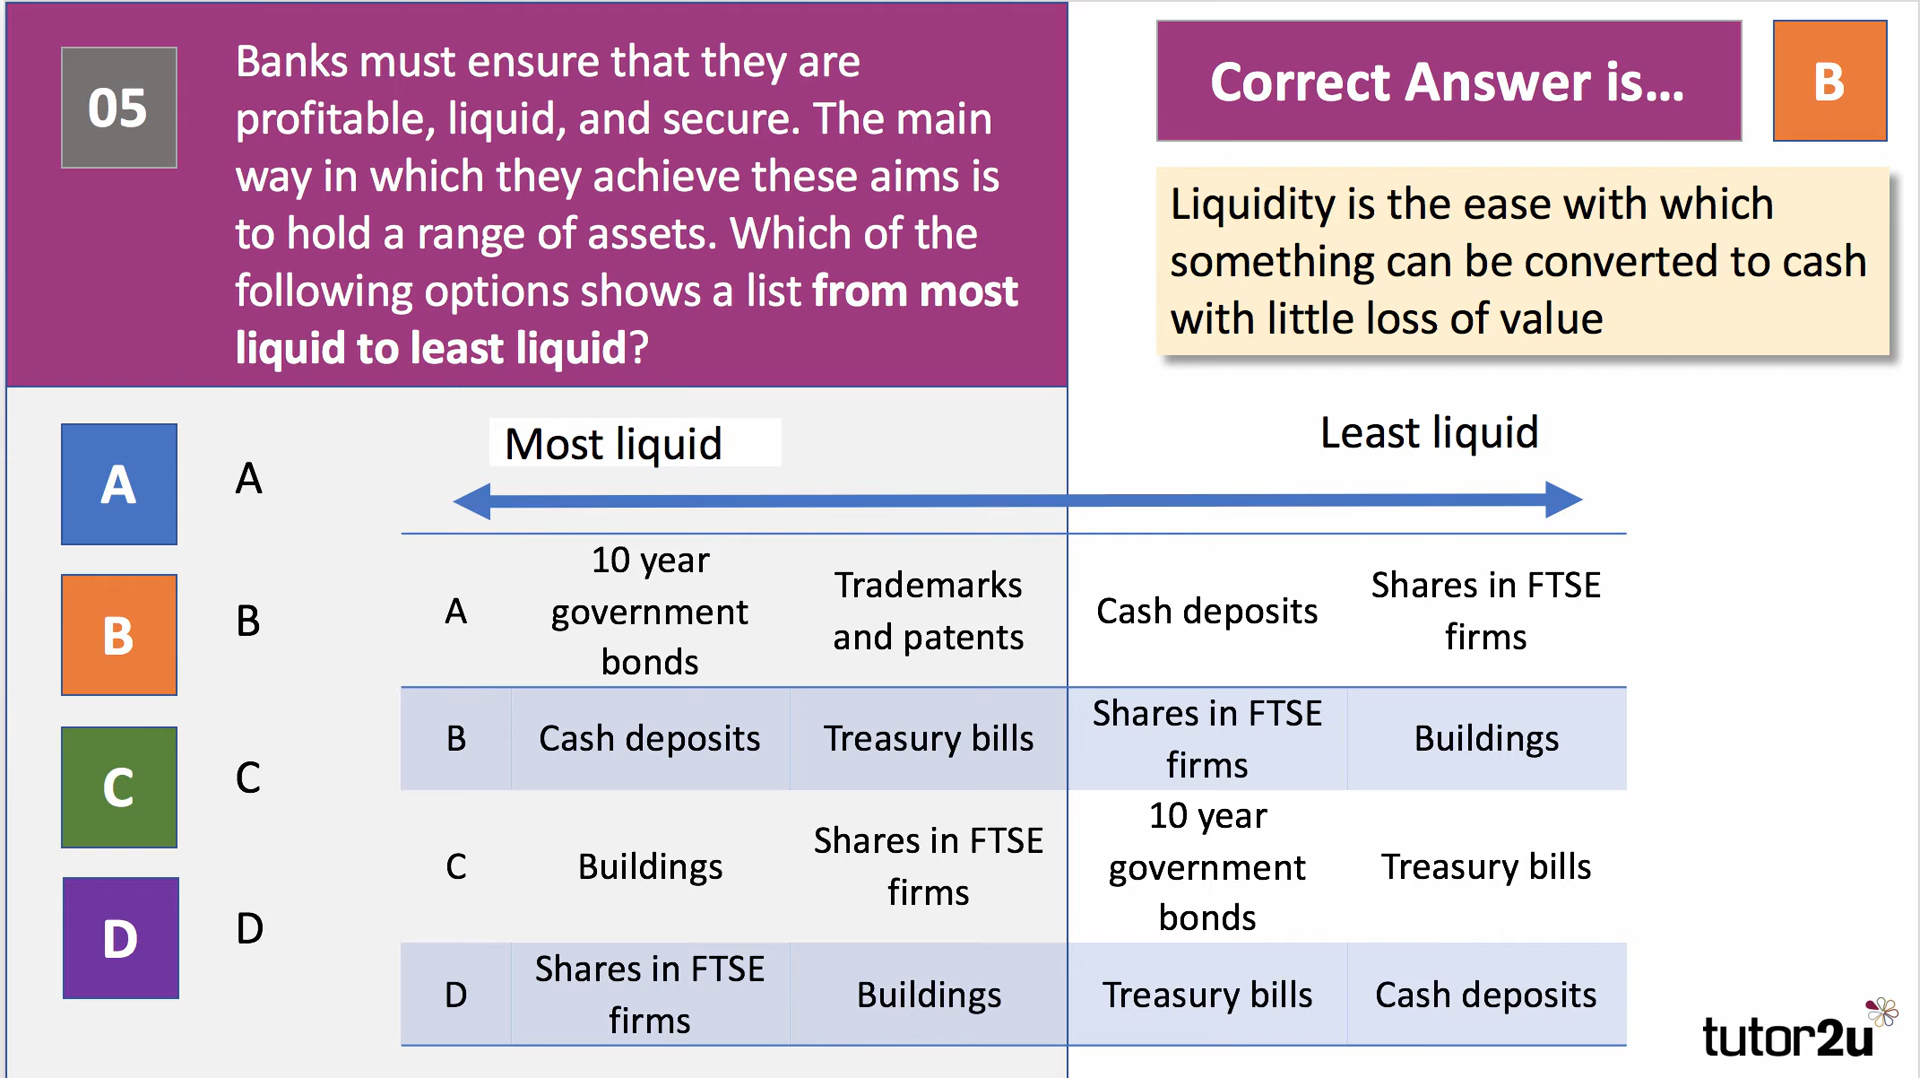 05
Banks must ensure that they are
profitable, liquid, and secure. The main
way in which they achieve these aims is
to hold a range of assets. Which of the
following options shows a list from most
liquid to least liquid?
Correct Answer is...
B
Liquidity is the ease with which
something can be converted to cash
with little loss of value
A
A
B
B
C
C
D
D
Most liquid
Least liquid
A
10 year
government
bonds
Trademarks
and patents
Cash deposits
Shares in FTSE
firms
B
Cash deposits
Treasury bills
Shares in FTSE
firms
Buildings
C
Buildings
Shares in FTSE
firms
10 year
government
bonds
Treasury bills
D
Shares in FTSE
firms
Buildings
Treasury bills
Cash deposits
tutor2u